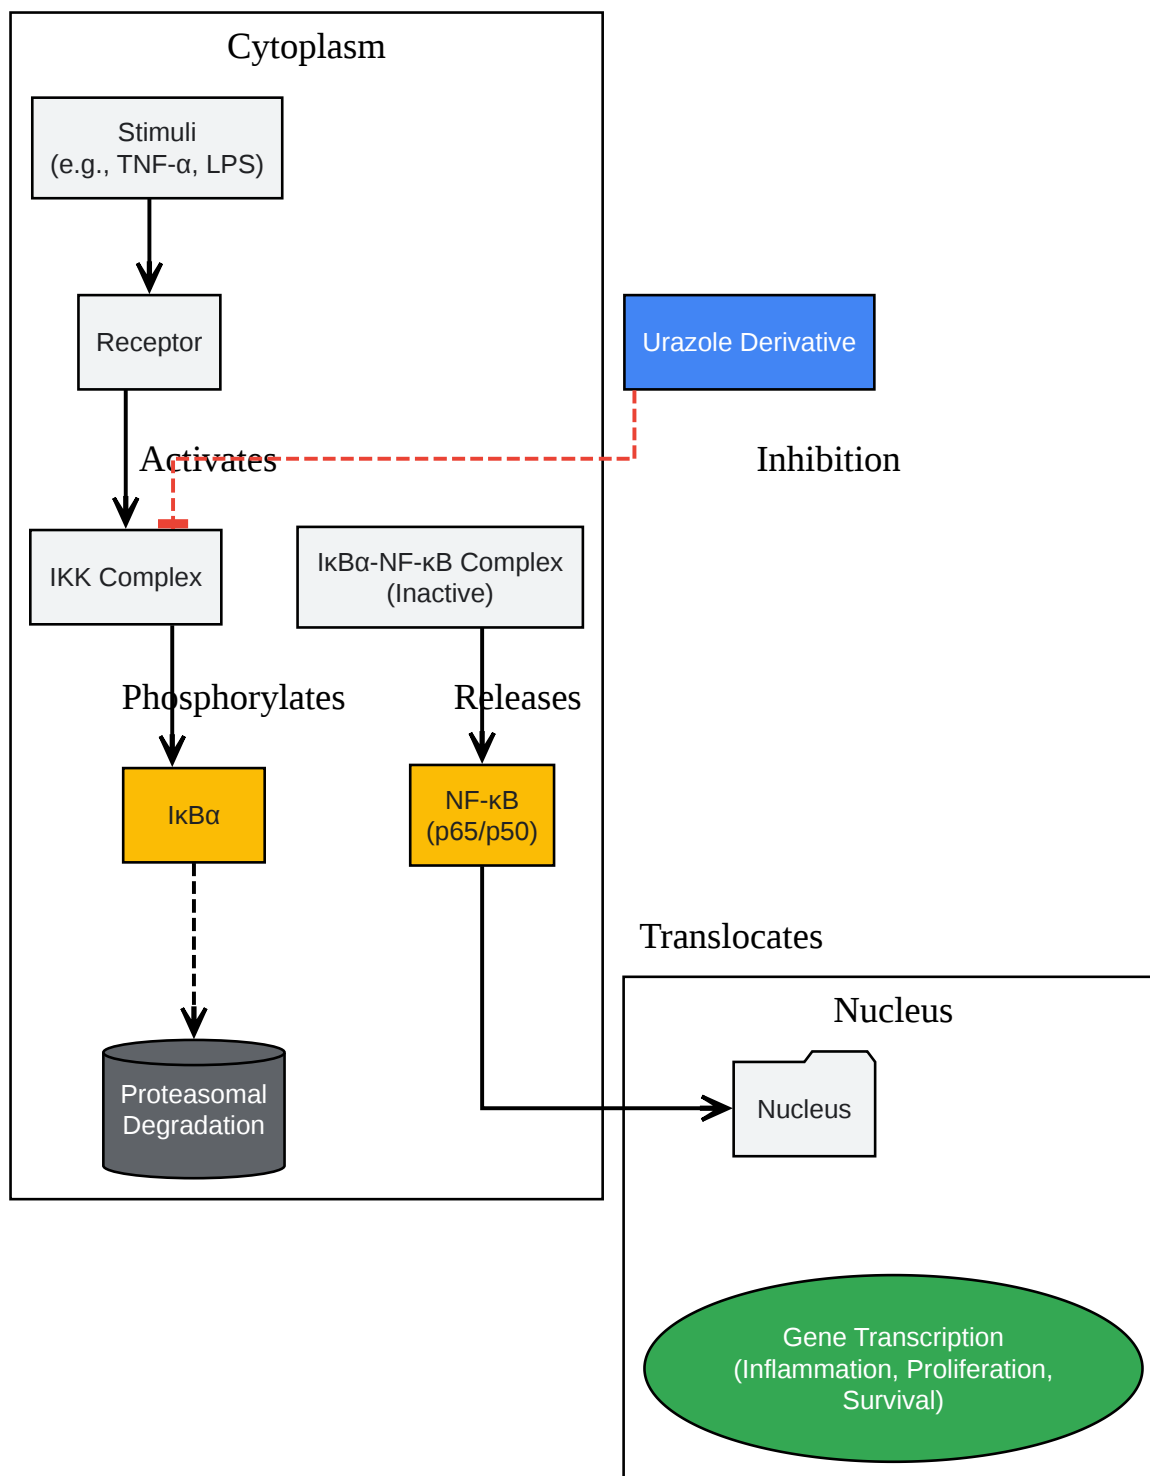 Cytoplasm
Stimuli
(e.g., TNF-α, LPS)
Receptor
Urazole Derivative
Activates
Inhibition
IKK Complex
IκBα-NF-κB Complex
(Inactive)
Phosphorylates
Releases
IκBα
NF-κB
(p65/p50)
Translocates
Nucleus
Proteasomal
Degradation
Nucleus
Gene Transcription
(Inflammation, Proliferation,
Survival)